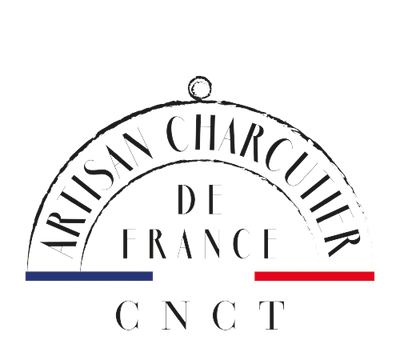 ARTISAN CHARCUTIER
DE
FRANCE
CNCT